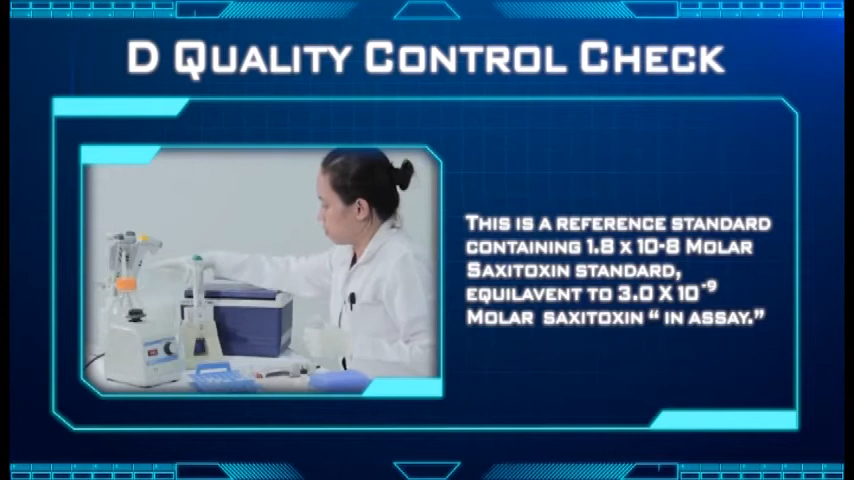 D QUALITY CONTROL CHECK
THIS IS A REFERENCE STANDARD
CONTAINING 1.8 X 10-8 MOLAR
SAXITOXIN STANDARD,
EQUILAVENT TO 3.0 X 10⁻⁹
MOLAR SAXITOXIN “ IN ASSAY.”